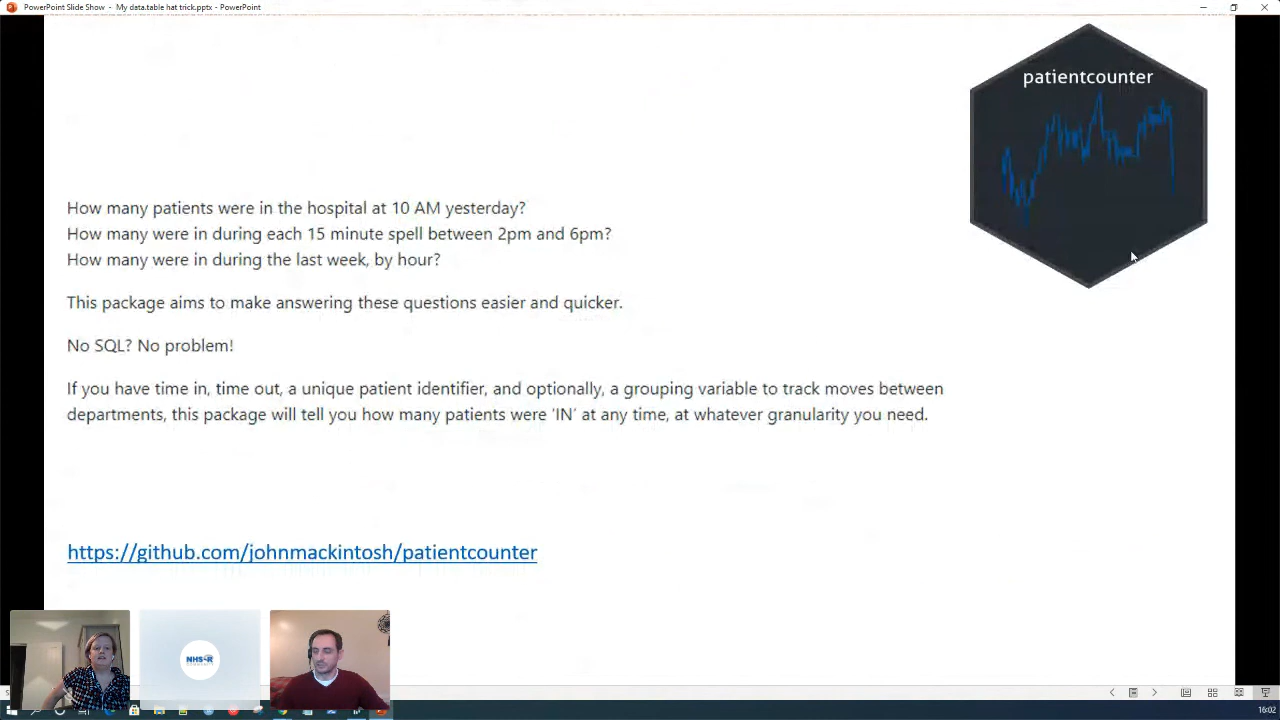 PowerPoint Slide Show - My data.table hat trick.pptx - PowerPoint
patientcounter
How many patients were in the hospital at 10 AM yesterday?
How many were in during each 15 minute spell between 2pm and 6pm?
How many were in during the last week, by hour?
This package aims to make answering these questions easier and quicker.
No SQL? No problem!
If you have time in, time out, a unique patient identifier, and optionally, a grouping variable to track moves between
departments, this package will tell you how many patients were ‘IN’ at any time, at whatever granularity you need.
https://github.com/johnmackintosh/patientcounter
NHS-R
16:02